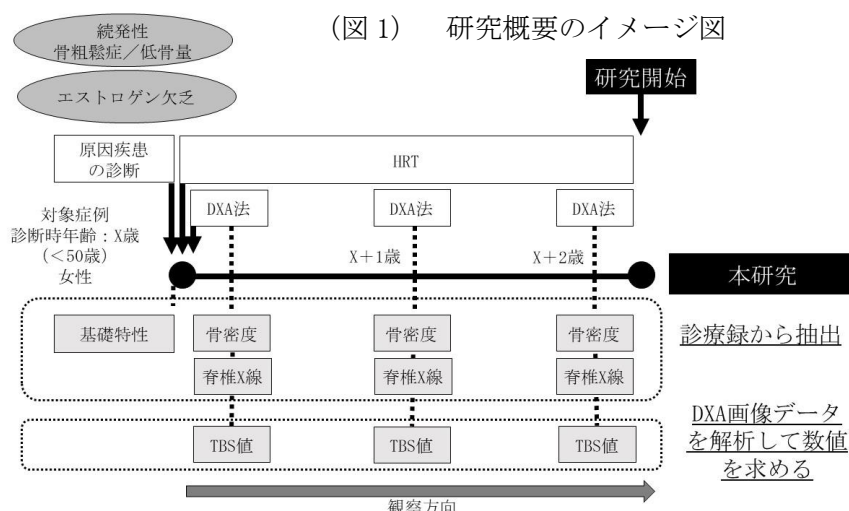 （図1） 研究概要のイメージ図
続発性
骨粗鬆症／低骨量
エストロゲン欠乏
研究開始
原因疾患
の診断
HRT
対象症例
診断時年齢：X歳
（＜50歳）
女性
DXA法
DXA法
DXA法
X＋1歳
X＋2歳
本研究
基礎特性
骨密度
骨密度
骨密度
診療録から抽出
脊椎X線
脊椎X線
脊椎X線
TBS値
TBS値
TBS値
DXA画像データ
を解析して数値
を求める
観察方向